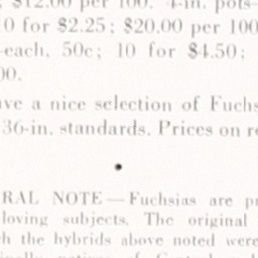 $12.00 per 100. 4-in. pots—
0 for $2.25; $20.00 per 100
each, 50c; 10 for $4.50;
00.
ve a nice selection of Fuchs
36-in. standards. Prices on r
RAL NOTE—Fuchsias are p
loving subjects. The original
h the hybrids above noted were